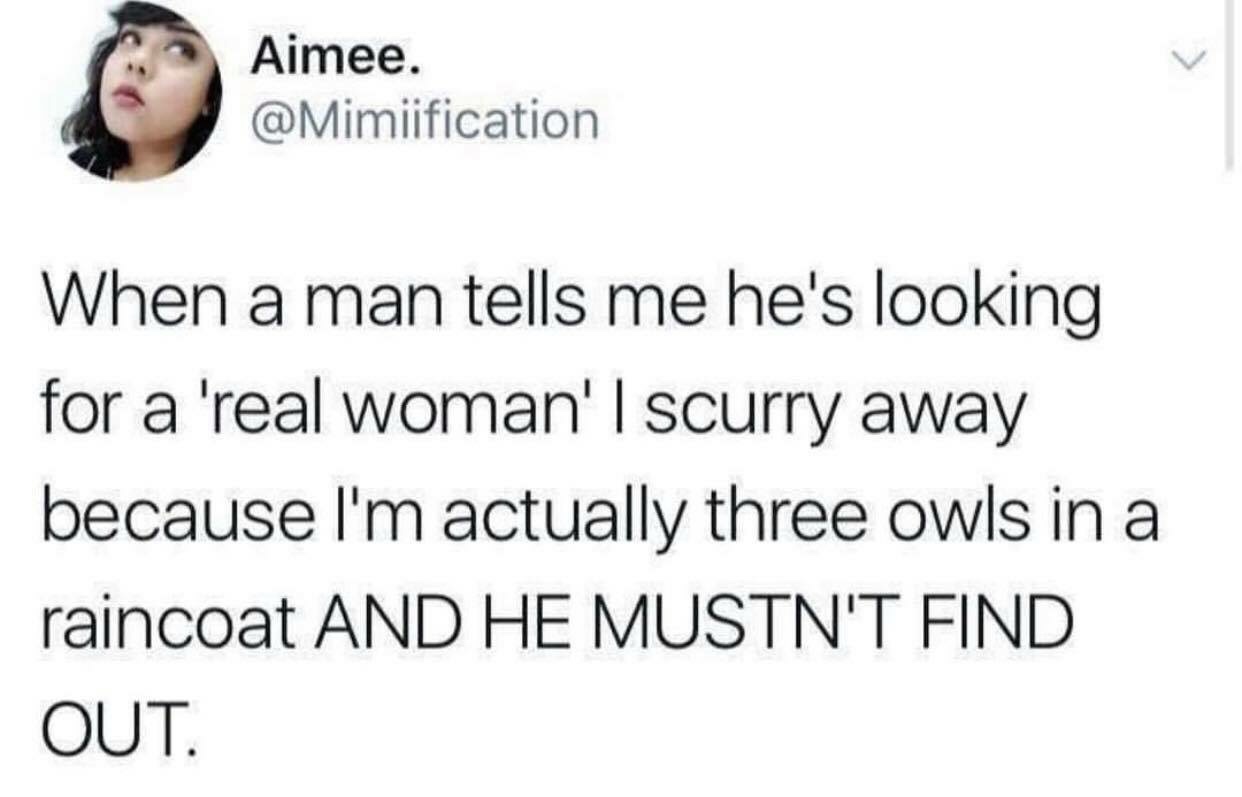 Aimee.
@Mimiification
When a man tells me he's looking
for a 'real woman' I scurry away
because I'm actually three owls in a
raincoat AND HE MUSTN'T FIND
OUT.